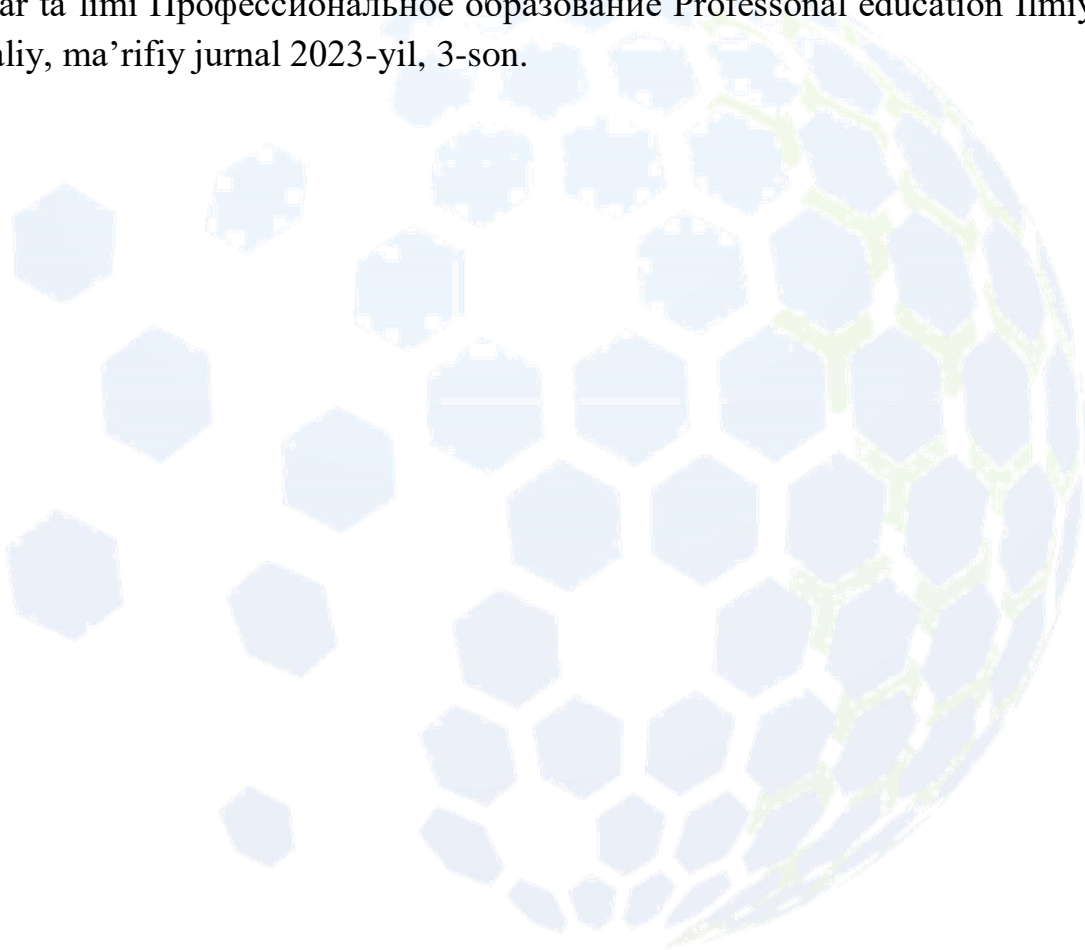 ar ta limi Профессиональное образование Professonal education Ilmiy
aliy, ma’rifiy jurnal 2023-yil, 3-son.